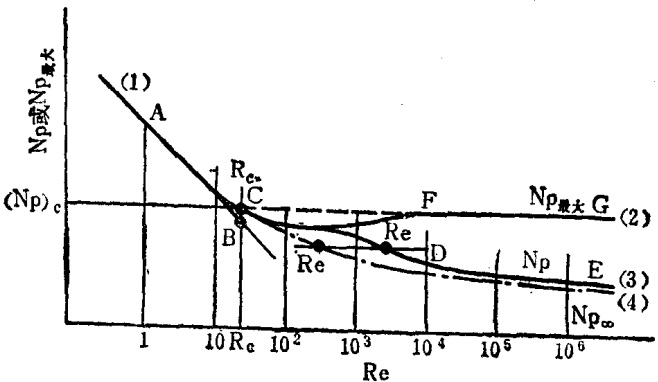 Np或Np最大
(1)
A
Rc∞
(Np)c
C
F
Np最大 G
(2)
B
Re
Re
D
Np
E
(3)
(4)
Np∞
1
10
Rc
10²
10³
10⁴
10⁵
10⁶
Re